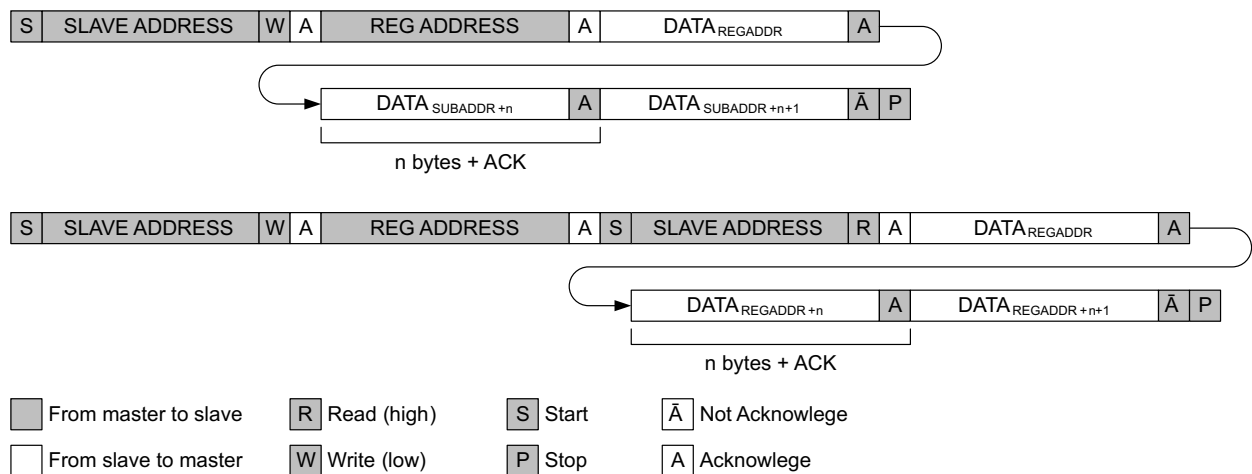 S SLAVE ADDRESS W A REG ADDRESS A DATA REGADDR A
DATA SUBADDR +n A DATA SUBADDR +n+1 Ā P
n bytes + ACK
S SLAVE ADDRESS W A REG ADDRESS A S SLAVE ADDRESS R A DATA REGADDR A
DATA REGADDR +n A DATA REGADDR +n+1 Ā P
n bytes + ACK
From master to slave R Read (high) S Start Ā Not Acknowlege
From slave to master W Write (low) P Stop A Acknowlege